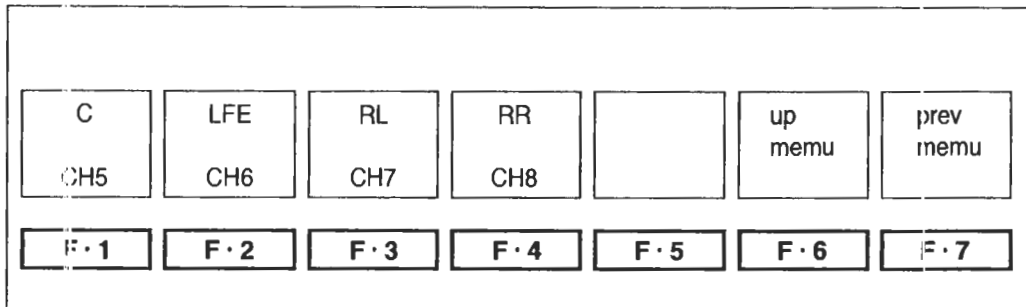 C LFE RL RR up prev
memu memu
CH5 CH6 CH7 CH8
F · 1 F · 2 F · 3 F · 4 F · 5 F · 6 F · 7